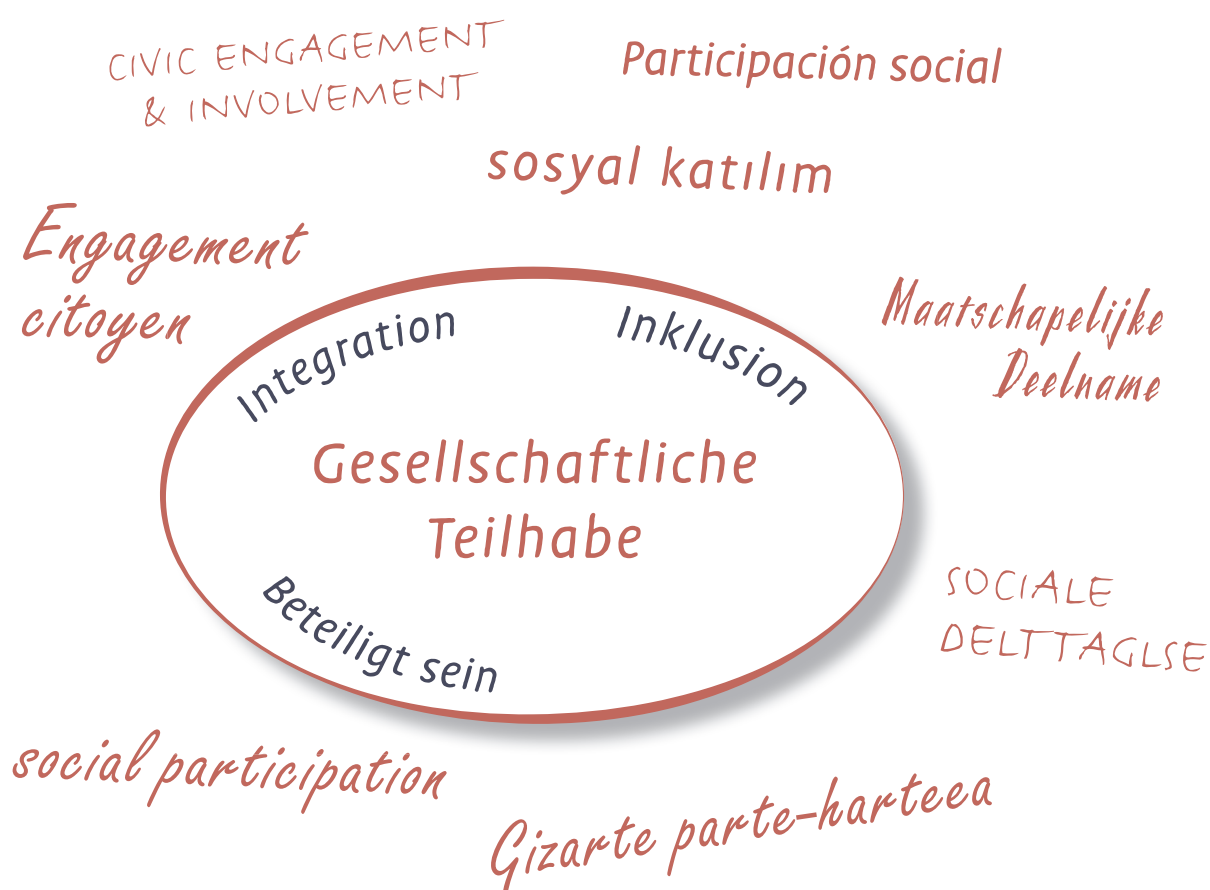 CIVIC ENGAGEMENT
& INVOLVEMENT
Participación social
sosyal katılım
Engagement
citoyen
Maatschapelijke
Deelname
Integration
Inklusion
Gesellschaftliche
Teilhabe
Beteiligt sein
SOCIALE
DELTTAGLSE
social participation
Gizarte parte-harteea